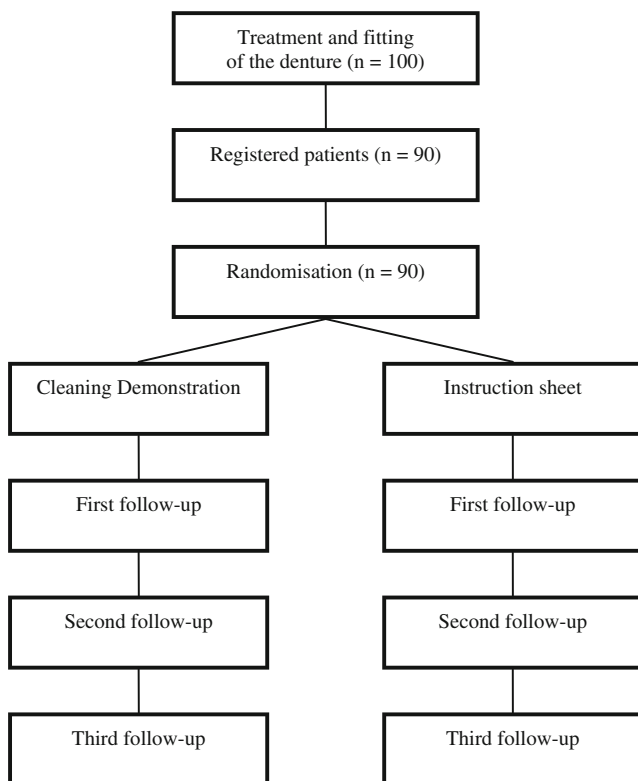 Treatment and fitting
of the denture (n = 100)
Registered patients (n = 90)
Randomisation (n = 90)
Cleaning Demonstration
Instruction sheet
First follow-up
First follow-up
Second follow-up
Second follow-up
Third follow-up
Third follow-up